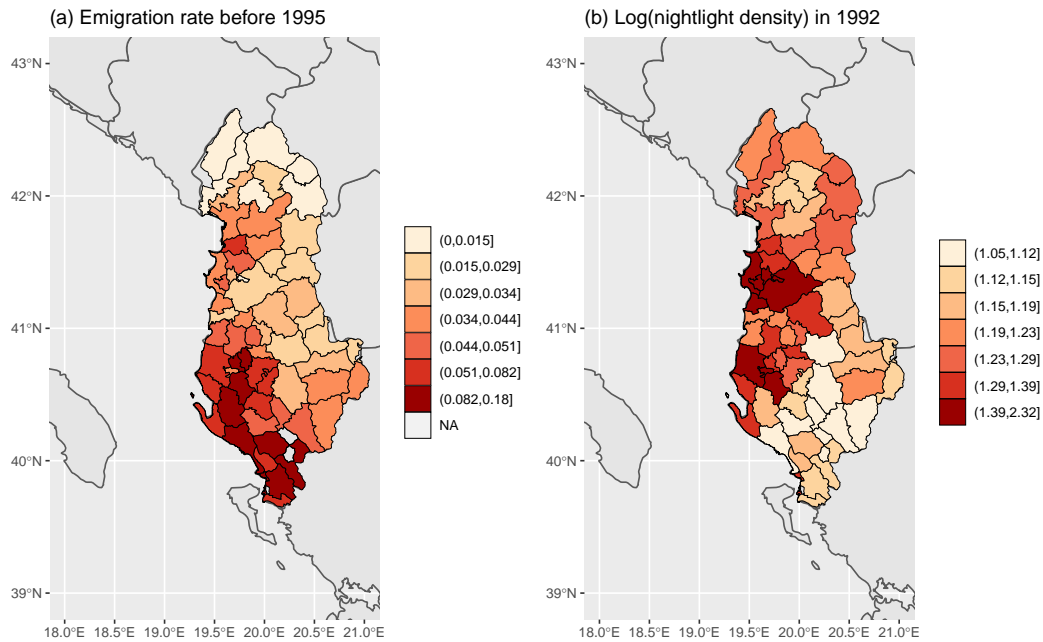 (a) Emigration rate before 1995
(b) Log(nightlight density) in 1992
43°N
42°N
41°N
40°N
39°N
18.0°E 18.5°E 19.0°E 19.5°E 20.0°E 20.5°E 21.0°E
(0,0.015]
(0.015,0.029]
(0.029,0.034]
(0.034,0.044]
(0.044,0.051]
(0.051,0.082]
(0.082,0.18]
NA
43°N
42°N
41°N
40°N
39°N
18.0°E 18.5°E 19.0°E 19.5°E 20.0°E 20.5°E 21.0°E
(1.05,1.12]
(1.12,1.15]
(1.15,1.19]
(1.19,1.23]
(1.23,1.29]
(1.29,1.39]
(1.39,2.32]